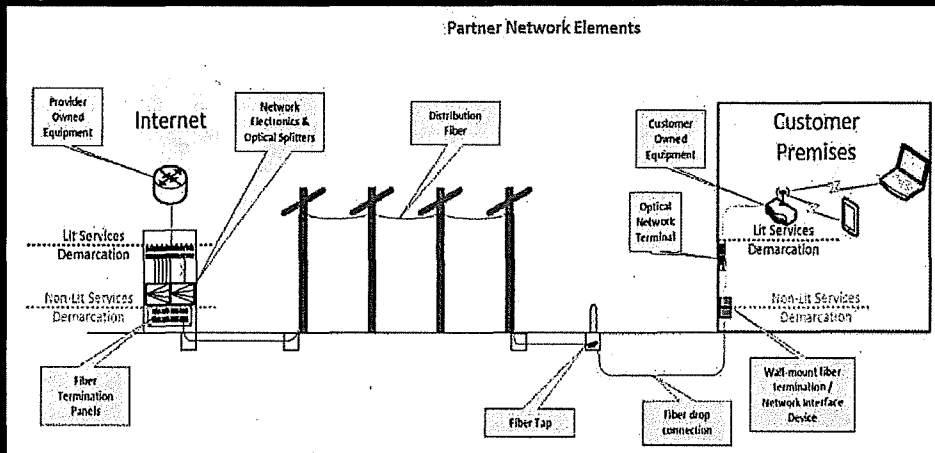 Partner Network Elements
Provider
Owned
Equipment
Internet
Network
Electronics &
Optical Splitters
Distribution
Fiber
Customer
Owned
Equipment
Customer
Premises
Optical
Network
Terminal
Lit Services
Demarcation
Lit Services
Demarcation
Non-Lit Services
Demarcation
Non-Lit Services
Demarcation
Fiber
Termination
Panels
Fiber Tap
Fiber drop
connection
Wall-mount fiber
termination /
Network Interface
Device